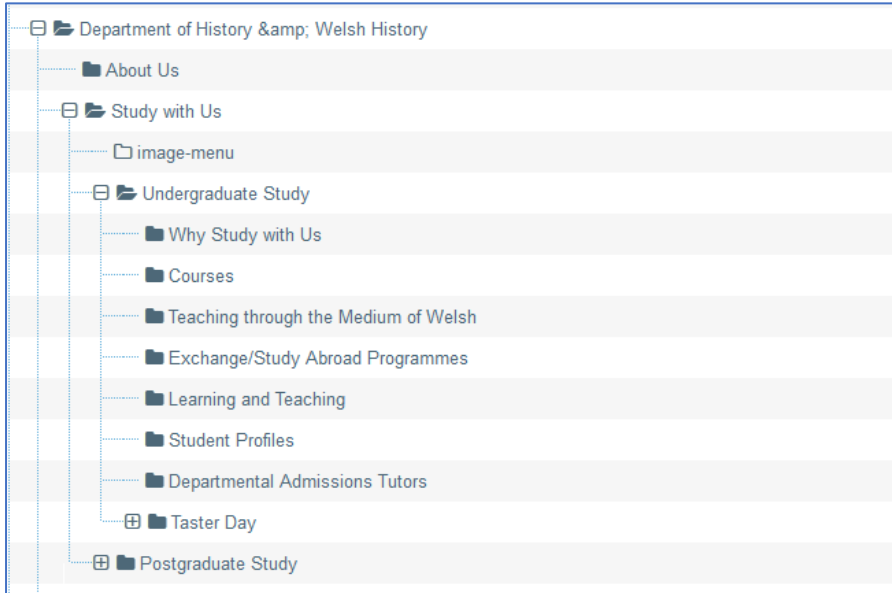 Department of History &amp; Welsh History
About Us
Study with Us
image-menu
Undergraduate Study
Why Study with Us
Courses
Teaching through the Medium of Welsh
Exchange/Study Abroad Programmes
Learning and Teaching
Student Profiles
Departmental Admissions Tutors
Taster Day
Postgraduate Study